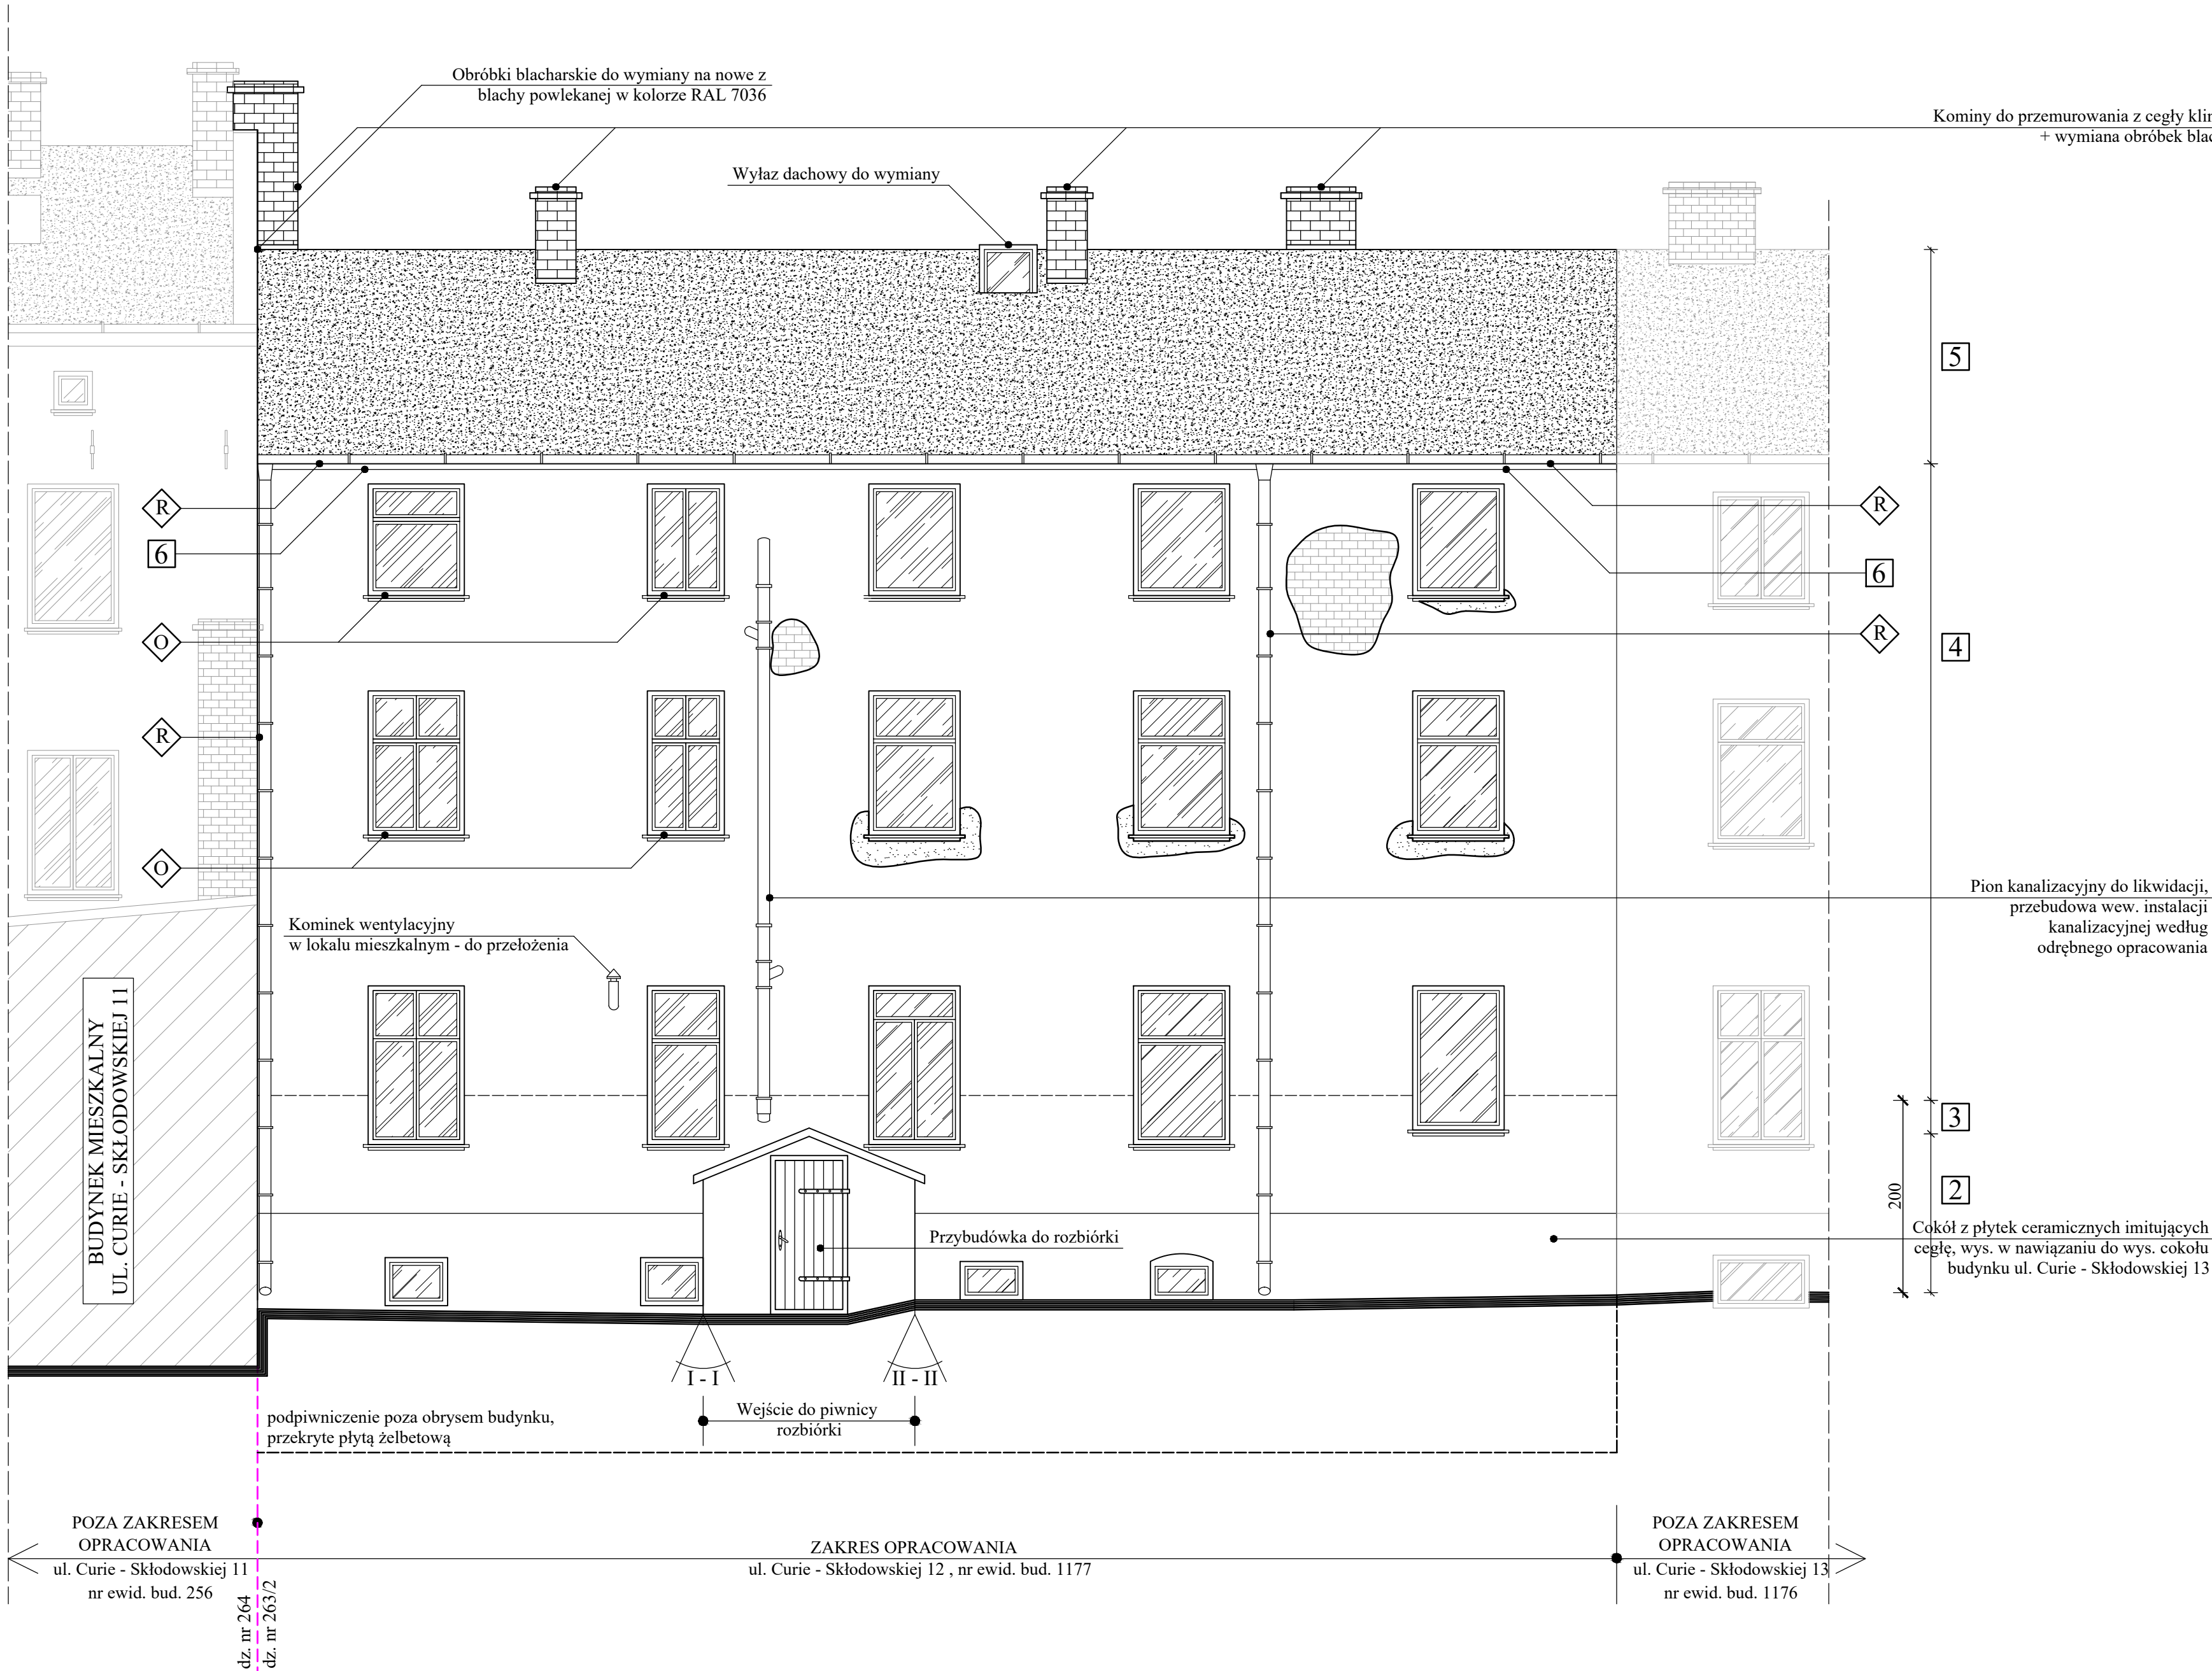 Obróbki blacharskie do wymiany na nowe z
blachy powlekanej w kolorze RAL 7036
Kominy do przemurowania z cegły
+ wymiana obróbek
Wyłaz dachowy do wymiany
5
R
R
6
6
O
R
4
R
O
Pion kanalizacyjny do likwidacji,
przebudowa wew. instalacji
kanalizacyjnej według
odrębnego opracowania
Kominek wentylacyjny
w lokalu mieszkalnym - do przełożenia
BUDYNEK MIESZKALNY
UL. CURIE - SKŁODOWSKIEJ 11
3
2
200
Przybudówka do rozbiórki
Cokół z płytek ceramicznych imitujących
cegłę, wys. w nawiązaniu do wys. cokołu
budynku ul. Curie - Skłodowskiej 13
I - I
II - II
Wejście do piwnicy
rozbiórki
podpiwniczenie poza obrysem budynku,
przekryte płytą żelbetową
POZA ZAKRESEM
OPRACOWANIA
ul. Curie - Skłodowskiej 11
nr ewid. bud. 256
ZAKRES OPRACOWANIA
ul. Curie - Skłodowskiej 12 , nr ewid. bud. 1177
POZA ZAKRESEM
OPRACOWANIA
ul. Curie - Skłodowskiej 13
nr ewid. bud. 1176
dz. nr 264
dz. nr 263/2